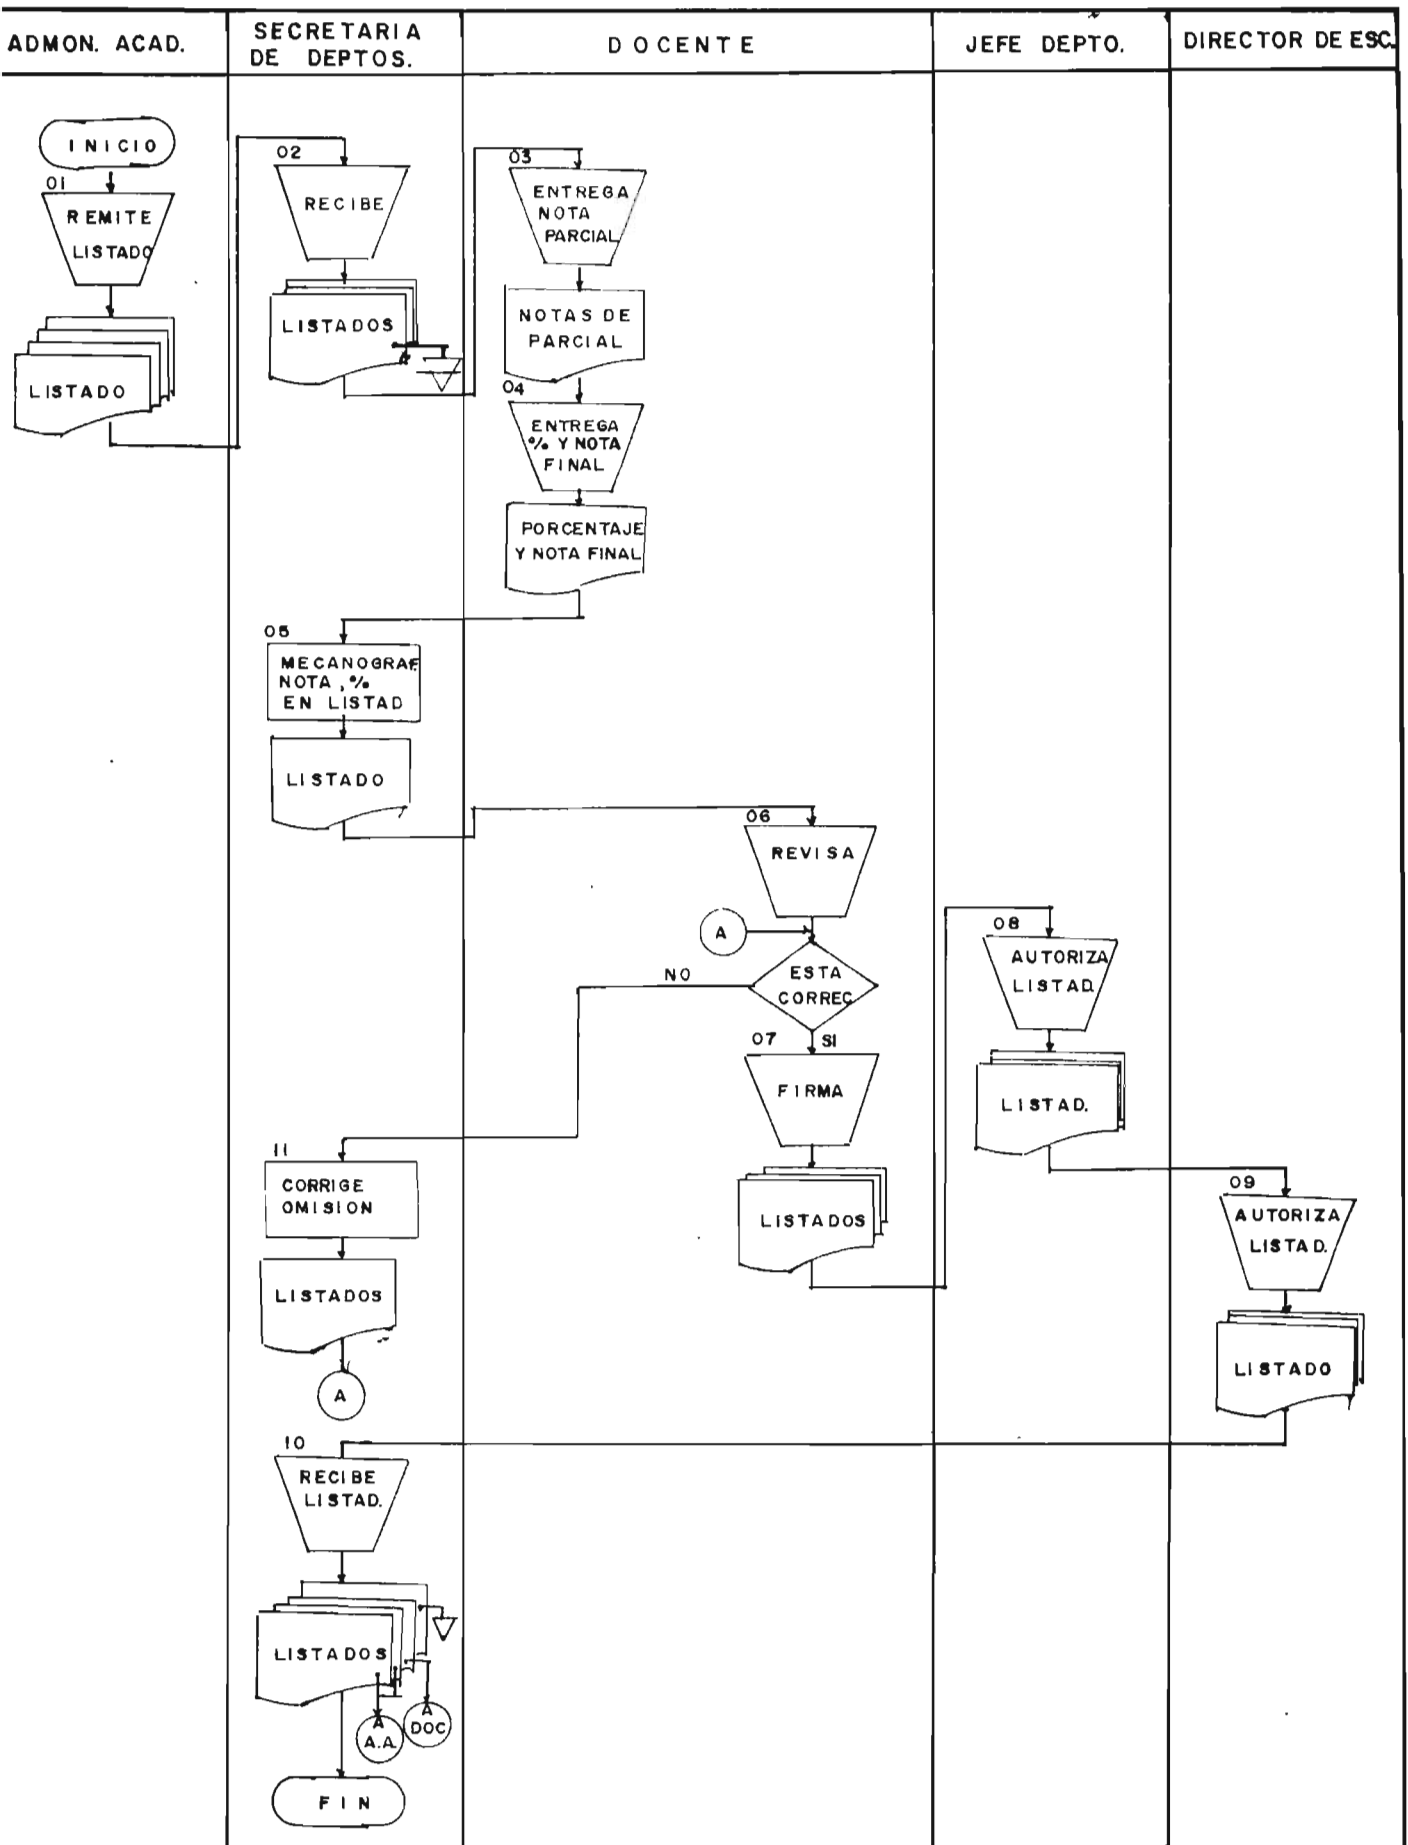 ADMON. ACAD.
SECRETARIA
DE DEPTOS.
DOCENTE
JEFE DEPTO.
DIRECTOR DE ESC.
INICIO
01
REMITE
LISTADO
LISTADO
02
RECIBE
LISTADOS
03
ENTREGA
NOTA
PARCIAL
NOTAS DE
PARCIAL
04
ENTREGA
% Y NOTA
FINAL
PORCENTAJE
Y NOTA FINAL
05
MECANOGRAF.
NOTA, %
EN LISTAD
LISTADO
06
REVISA
A
ESTA
CORREC
NO
SI
07
FIRMA
LISTADOS
08
AUTORIZA
LISTAD.
LISTAD.
09
AUTORIZA
LISTAD.
LISTADO
11
CORRIGE
OMISION
LISTADOS
A
10
RECIBE
LISTAD.
LISTADOS
A
A.A.
A
DOC
FIN